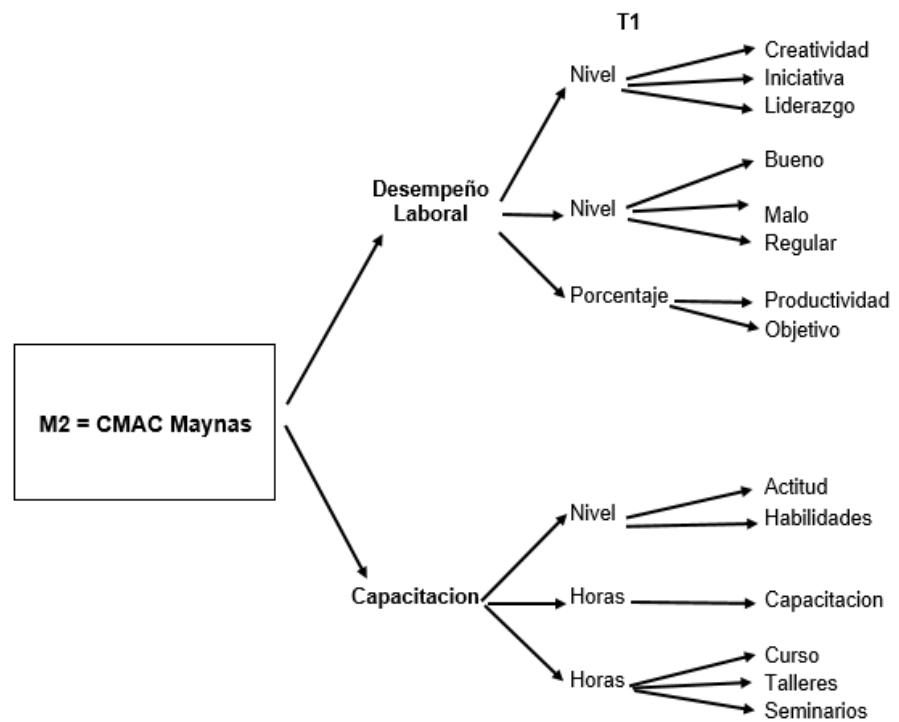 T1
Desempeño
Laboral
Nivel
Creatividad
Iniciativa
Liderazgo
Nivel
Bueno
Malo
Regular
Porcentaje
Productividad
Objetivo
M2 = CMAC Maynas
Capacitacion
Nivel
Actitud
Habilidades
Horas
Capacitacion
Horas
Curso
Talleres
Seminarios